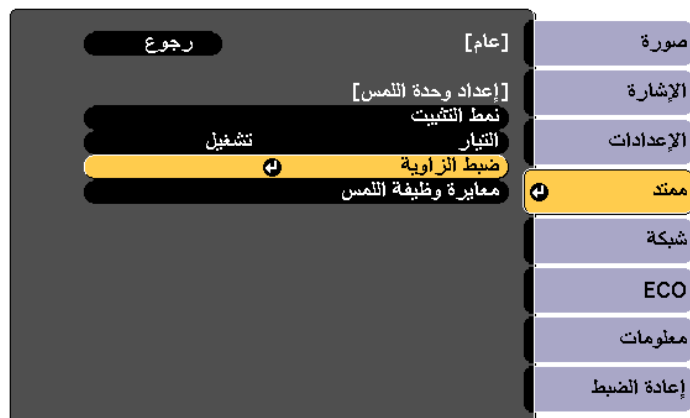 [عام] رجوع
[إعداد وحدة اللمس]
نمط التثبيت
التيار تشغيل
ضبط الزاوية
معايرة وظيفة اللمس
صورة
الإشارة
الإعدادات
ممتد
شبكة
ECO
معلومات
إعادة الضبط